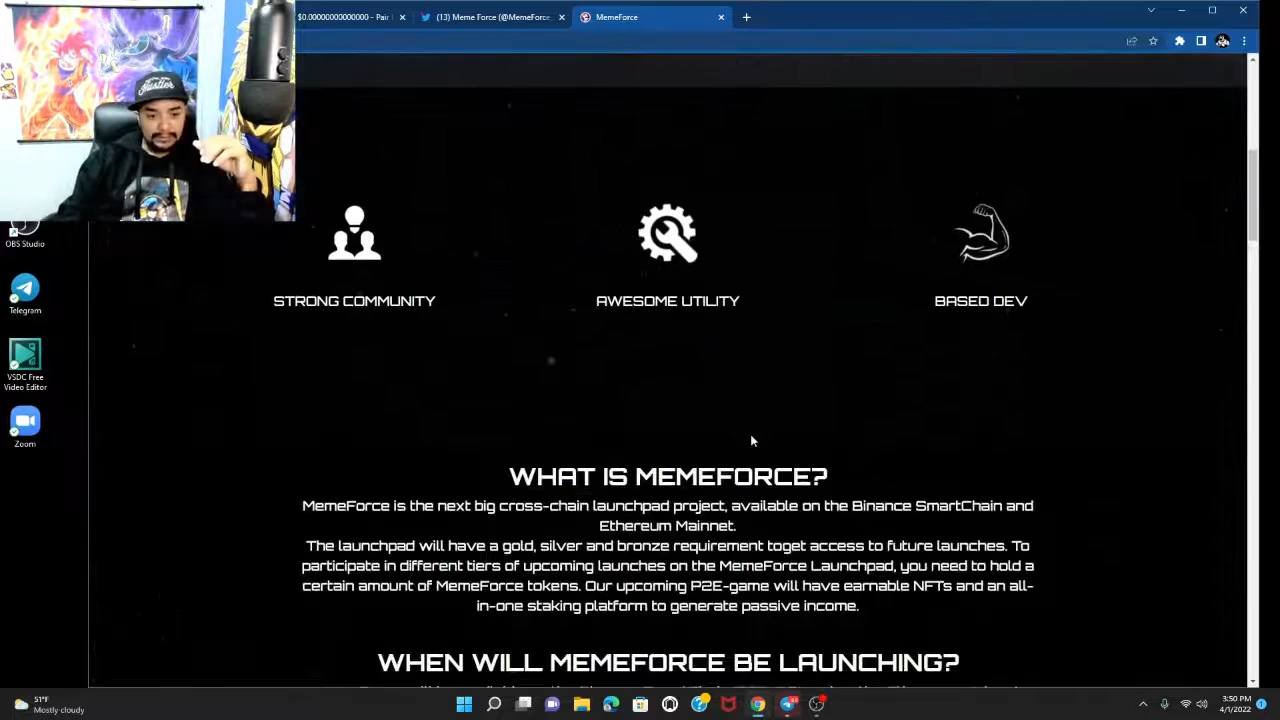 $0.00000000000000 - Pair
(13) Meme Force (@MemeForce
MemeForce
Hustler
OBS Studio
Telegram
VSDC Free
Video Editor
Zoom
STRONG COMMUNITY
AWESOME UTILITY
BASED DEV
WHAT IS MEMEFORCE?
MemeForce is the next big cross-chain launchpad project, available on the Binance SmartChain and
Ethereum Mainnet.
The launchpad will have a gold, silver and bronze requirement toget access to future launches. To
participate in different tiers of upcoming launches on the MemeForce Launchpad, you need to hold a
certain amount of MemeForce tokens. Our upcoming P2E-game will have earnable NFTs and an all-
in-one staking platform to generate passive income.
WHEN WILL MEMEFORCE BE LAUNCHING?
51°F
Mostly cloudy
3:50 PM
4/1/2022